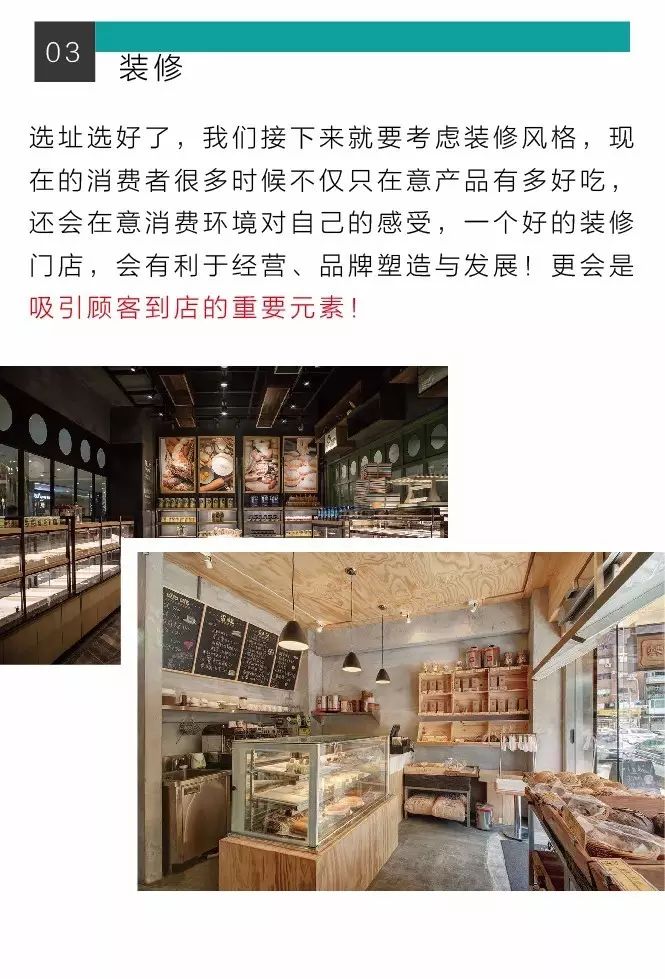 03
装修
选址选好了，我们接下来就要考虑装修风格，现
在的消费者很多时候不仅只在意产品有多好吃，
还会在意消费环境对自己的感受，一个好的装修
门店，会有利于经营、品牌塑造与发展！更会是
吸引顾客到店的重要元素！